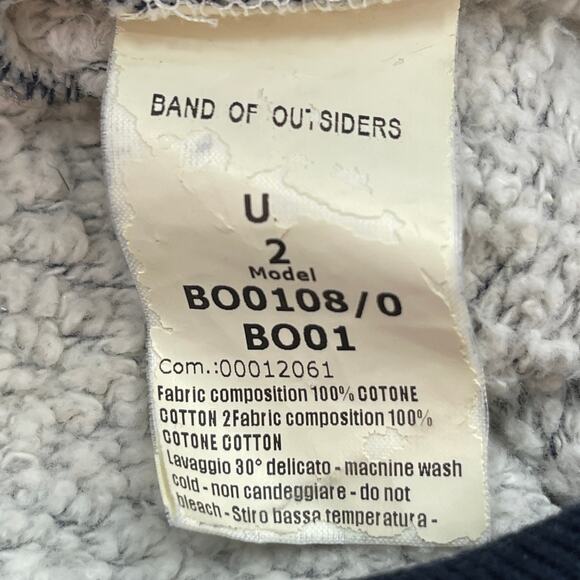 BAND OF OUTSIDERS
U
2
Model
BO0108/0
BO01
Com.:00012061
Fabric composition 100% COTONE
COTTON 2Fabric composition 100%
COTONE COTTON
Lavaggio 30° delicato - macnine wash
cold - non candeggiare - do not
bleach - Stiro bassa temperatura -